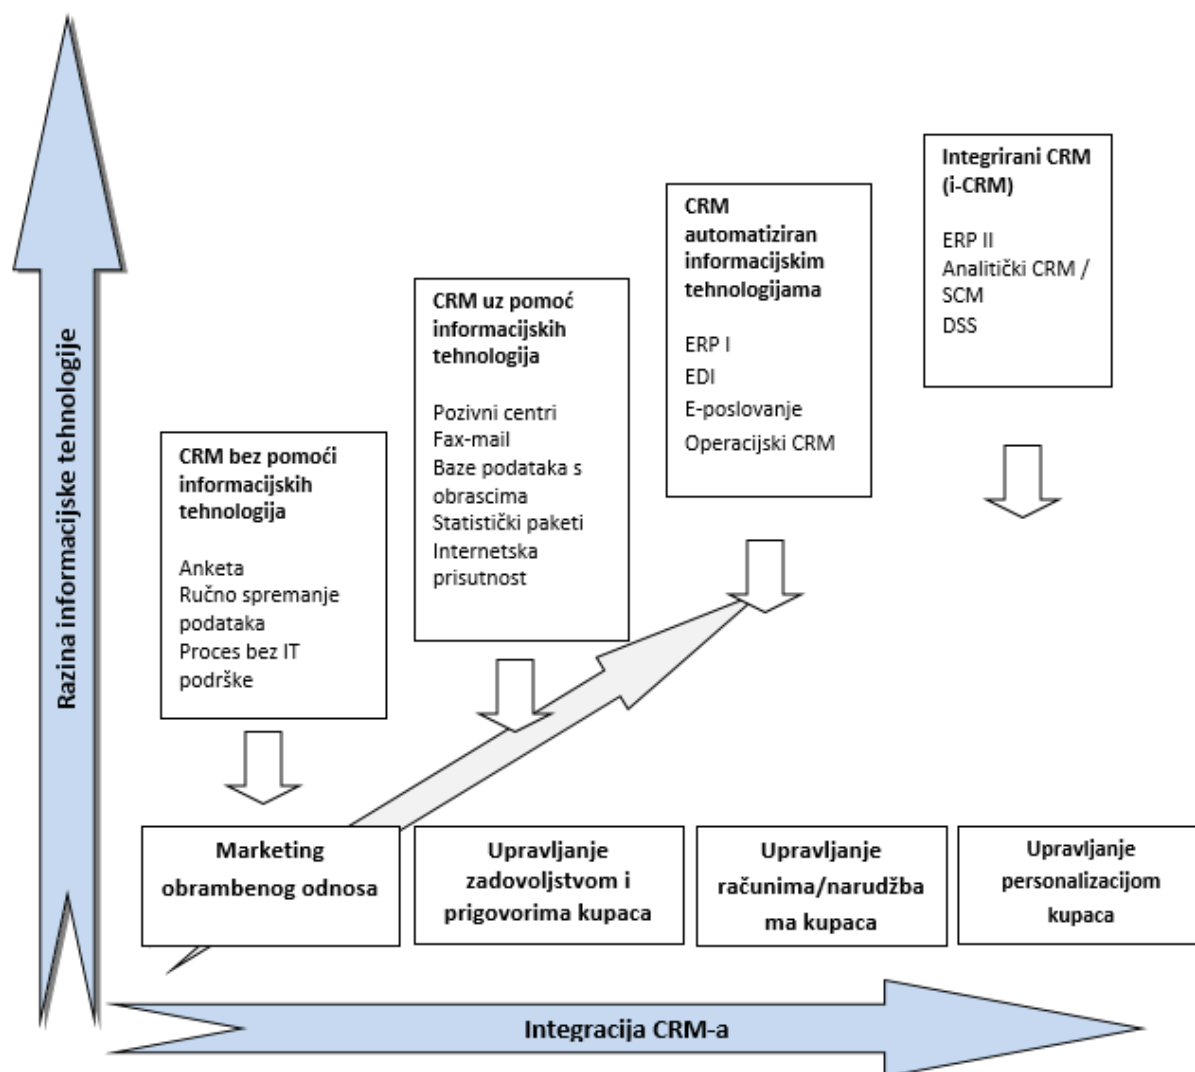 Razina informacijske tehnologije
CRM bez pomoći
informacijskih
tehnologija
Anketa
Ručno spremanje
podataka
Proces bez IT
podrške
CRM uz pomoć
informacijskih
tehnologija
Pozivni centri
Fax-mail
Baze podataka s
obrascima
Statistički paketi
Internetska
prisutnost
CRM
automatiziran
informacijskim
tehnologijama
ERP I
EDI
E-poslovanje
Operacijski CRM
Integrirani CRM
(i-CRM)
ERP II
Analitički CRM /
SCM
DSS
Marketing
obrambenog odnosa
Upravljanje
zadovoljstvom i
prigovorima kupaca
Upravljanje
računima/narudžba
ma kupaca
Upravljanje
personalizacijom
kupaca
Integracija CRM-a